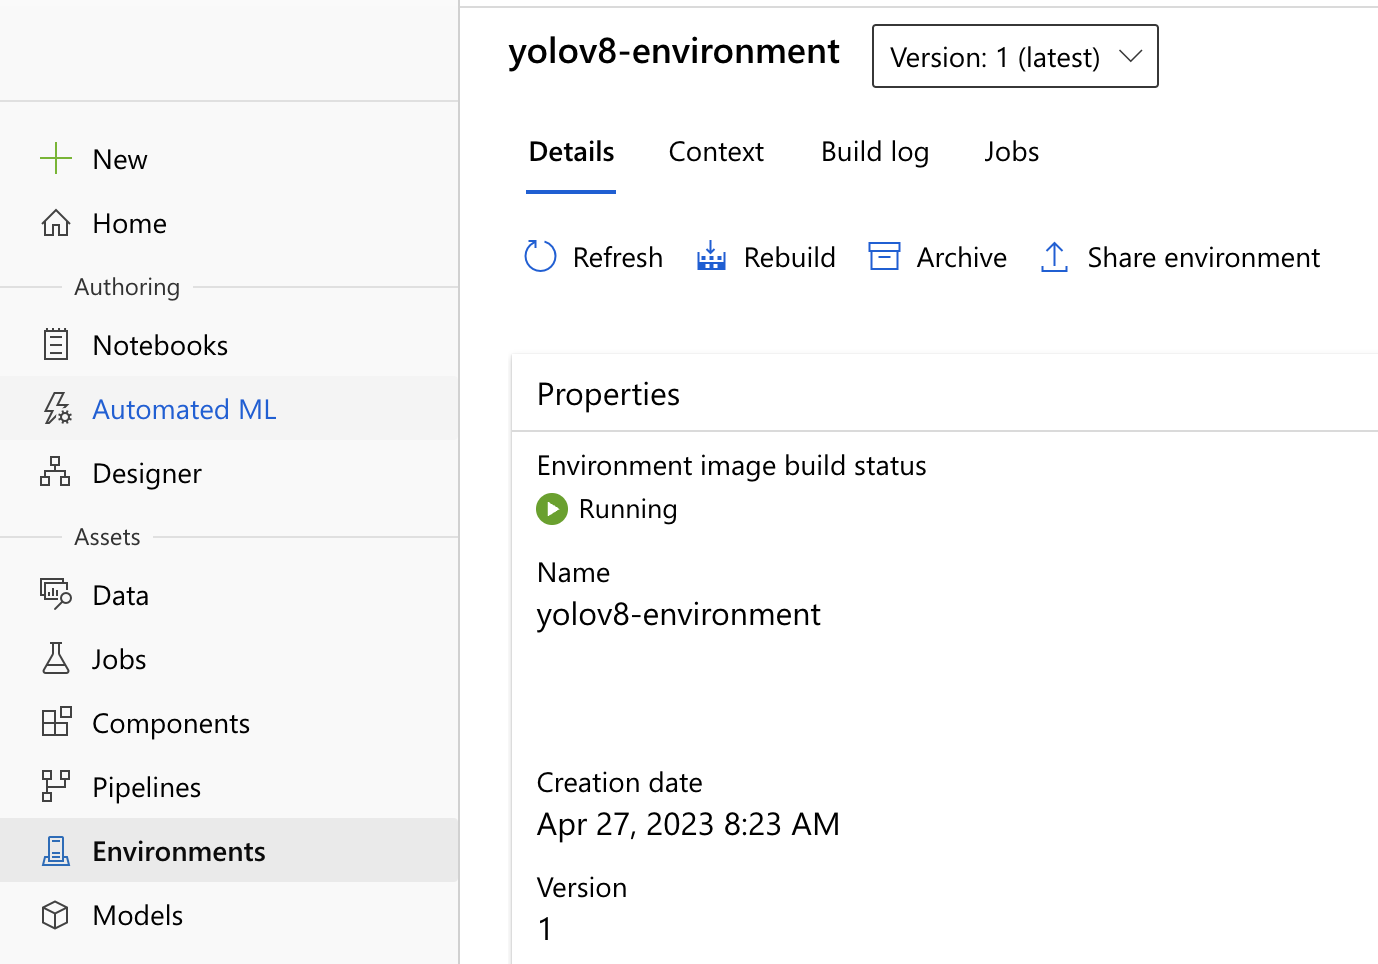 New
Home
Authoring
Notebooks
Automated ML
Designer
Assets
Data
Jobs
Components
Pipelines
Environments
Models
yolov8-environment
Version: 1 (latest)
Details Context Build log Jobs
Refresh Rebuild Archive Share environment
Properties
Environment image build status
Running
Name
yolov8-environment
Creation date
Apr 27, 2023 8:23 AM
Version
1